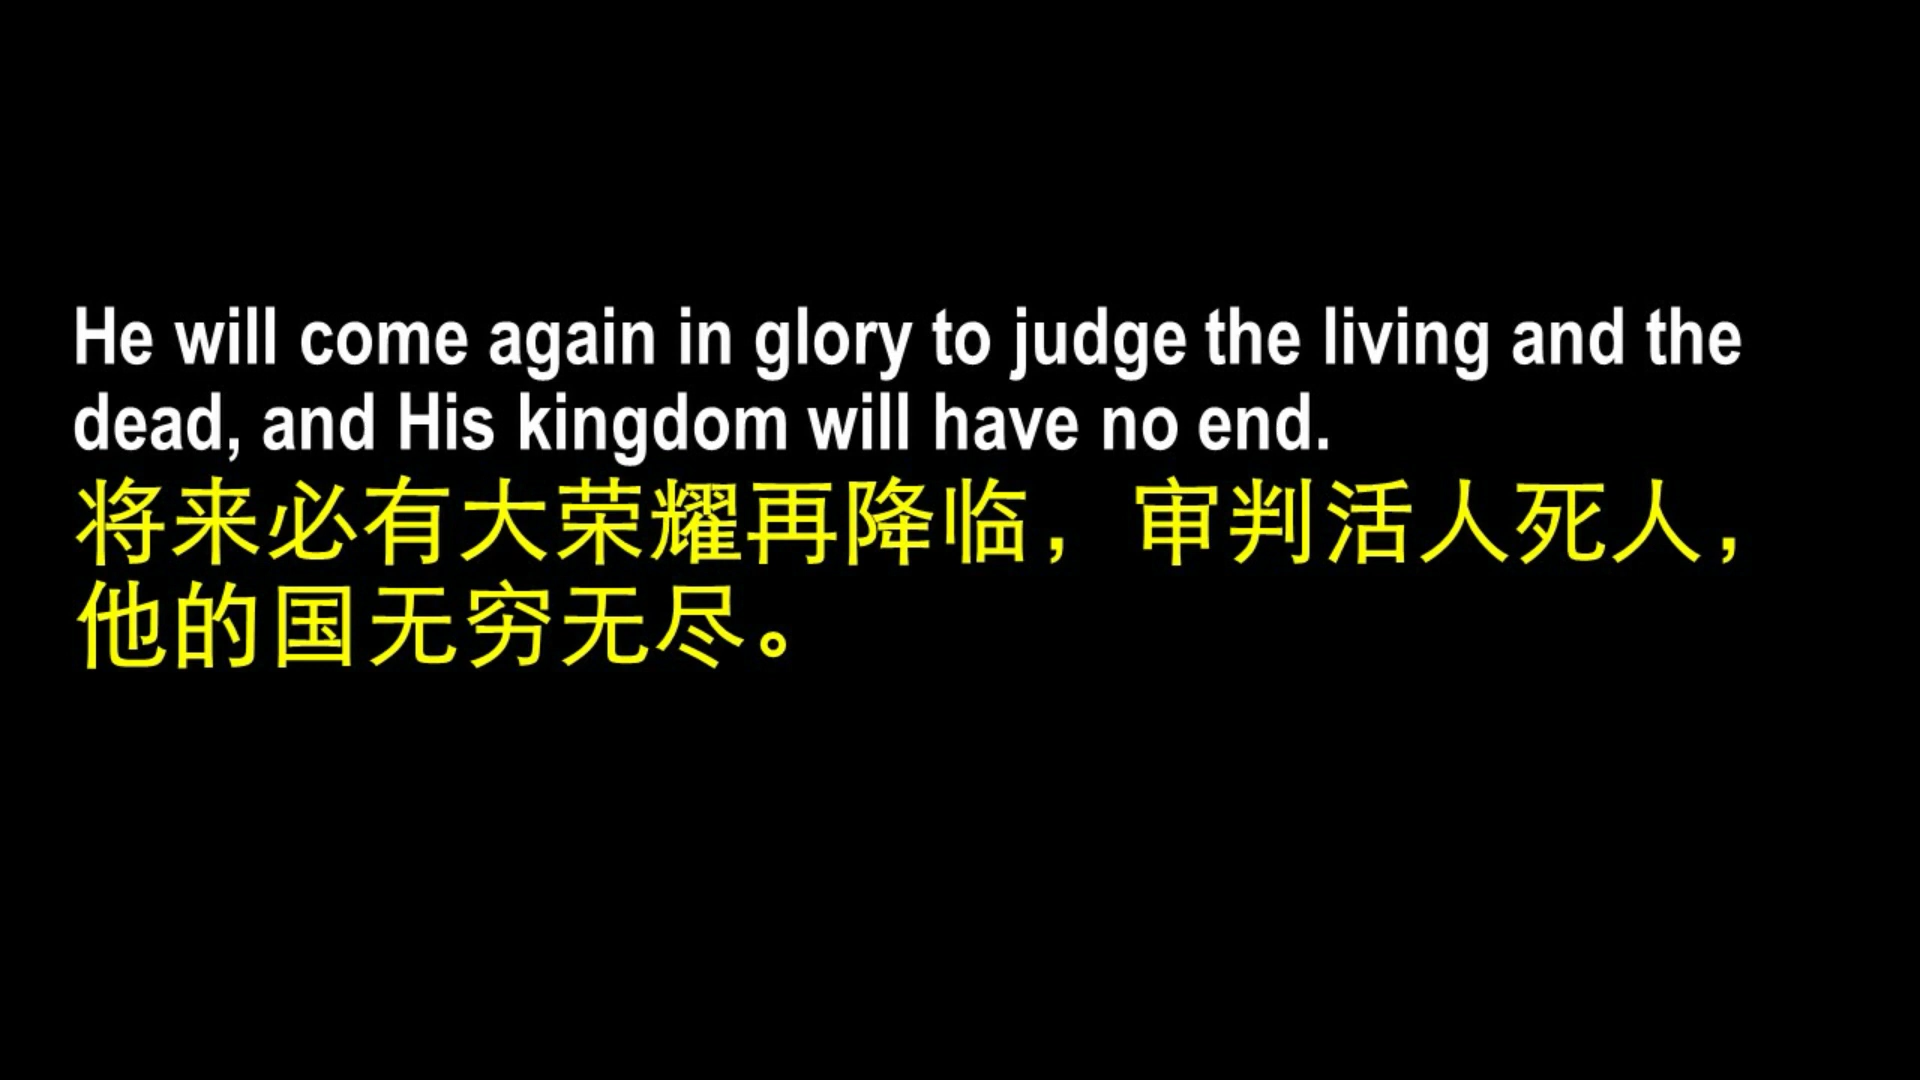 He will come again in glory to judge the living and the
dead, and His kingdom will have no end.
将来必有大荣耀再降临，审判活人死人，
他的国无穷无尽。